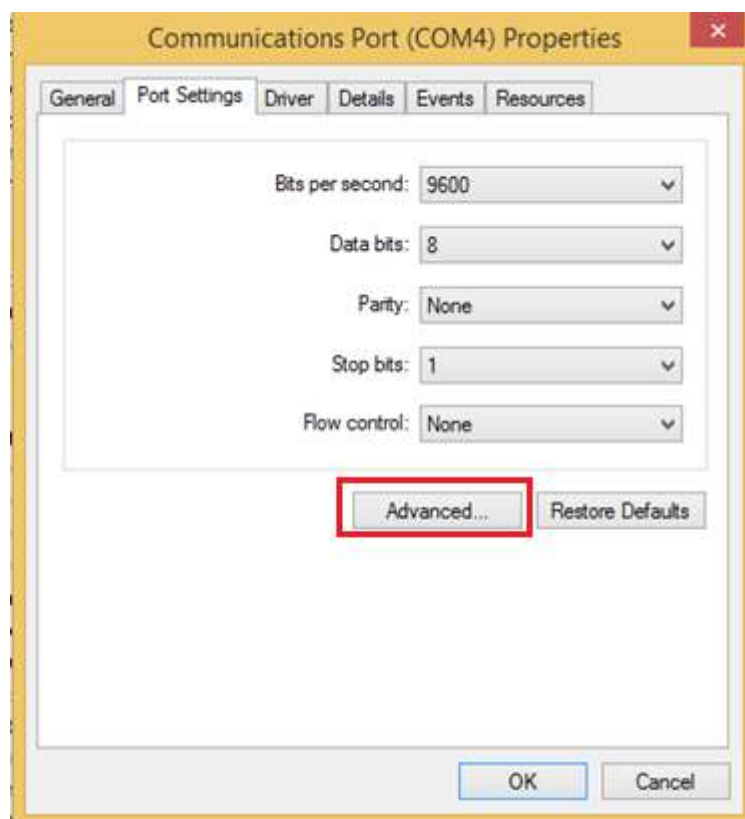 Communications Port (COM4) Properties
General Port Settings Driver Details Events Resources
Bits per second: 9600
Data bits: 8
Parity: None
Stop bits: 1
Flow control: None
Advanced... Restore Defaults
OK Cancel